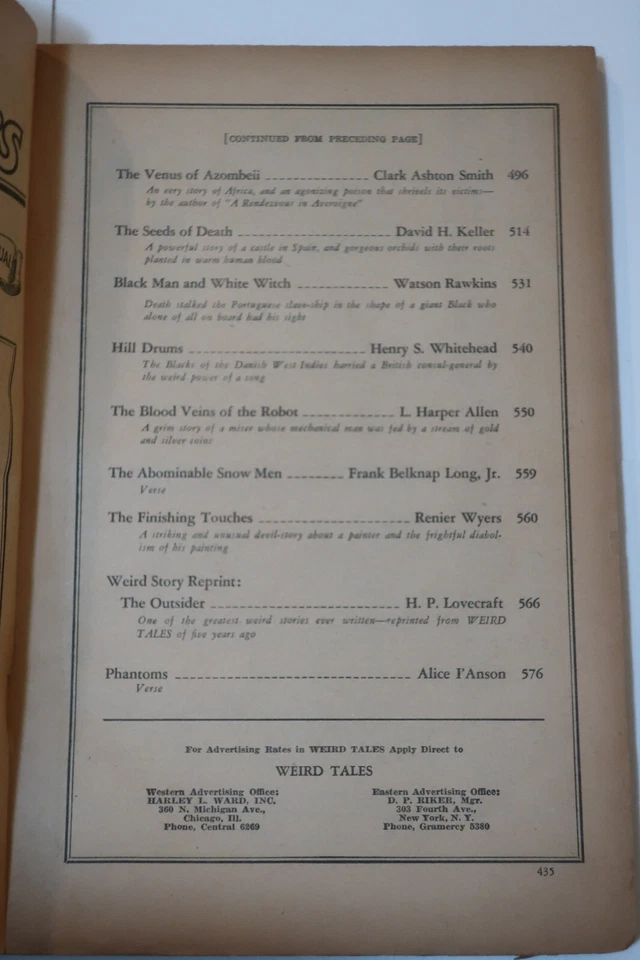 [CONTINUED FROM PRECEDING PAGE]
The Venus of Azombeii Clark Ashton Smith 496
An eery story of Africa, and an agonizing poison that shrivels its victims—
by the author of "A Rendezvous in Averoigne"
The Seeds of Death David H. Keller 514
A powerful story of a castle in Spain, and gorgeous orchids with their roots
planted in warm human blood
Black Man and White Witch Watson Rawkins 531
Death stalked the Portuguese slave-ship in the shape of a giant Black who
alone of all on board had his sight
Hill Drums Henry S. Whitehead 540
The Blacks of the Danish West Indies harried a British consul-general by
the weird power of a song
The Blood Veins of the Robot L. Harper Allen 550
A grim story of a miser whose mechanical man was fed by a stream of gold
and silver coins
The Abominable Snow Men Frank Belknap Long, Jr. 559
Verse
The Finishing Touches Renier Wyers 560
A striking and unusual devil-story about a painter and the frightful diabol-
ism of his painting
Weird Story Reprint:
The Outsider H. P. Lovecraft 566
One of the greatest weird stories ever written—reprinted from WEIRD
TALES of five years ago
Phantoms Alice I'Anson 576
Verse
For Advertising Rates in WEIRD TALES Apply Direct to
WEIRD TALES
Western Advertising Office:
HARLEY L. WARD, INC.
360 N. Michigan Ave.,
Chicago, Ill.
Phone, Central 6269
Eastern Advertising Office:
D. P. RIKER, Mgr.
303 Fourth Ave.,
New York, N. Y.
Phone, Gramercy 5380
435